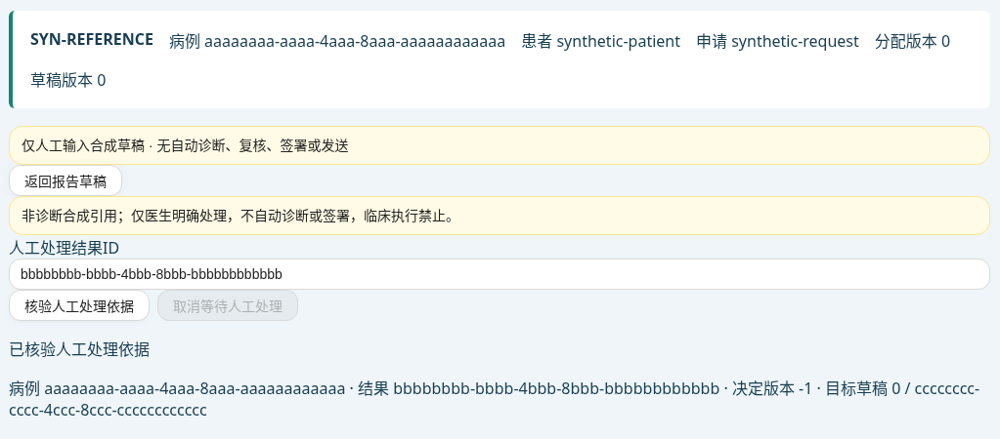 SYN-REFERENCE 病例 aaaaaaaa-aaaa-4aaa-8aaa-aaaaaaaaaaaa 患者 synthetic-patient 申请 synthetic-request 分配版本 0
草稿版本 0
仅人工输入合成草稿 · 无自动诊断、复核、签署或发送
返回报告草稿
非诊断合成引用；仅医生明确处理，不自动诊断或签署，临床执行禁止。
人工处理结果ID
bbbbbbbb-bbbb-4bbb-8bbb-bbbbbbbbbbbb
核验人工处理依据 取消等待人工处理
已核验人工处理依据
病例 aaaaaaaa-aaaa-4aaa-8aaa-aaaaaaaaaaaa · 结果 bbbbbbbb-bbbb-4bbb-8bbb-bbbbbbbbbbbb · 决定版本 -1 · 目标草稿 0 / cccccccc-
cccc-4ccc-8ccc-cccccccccccc